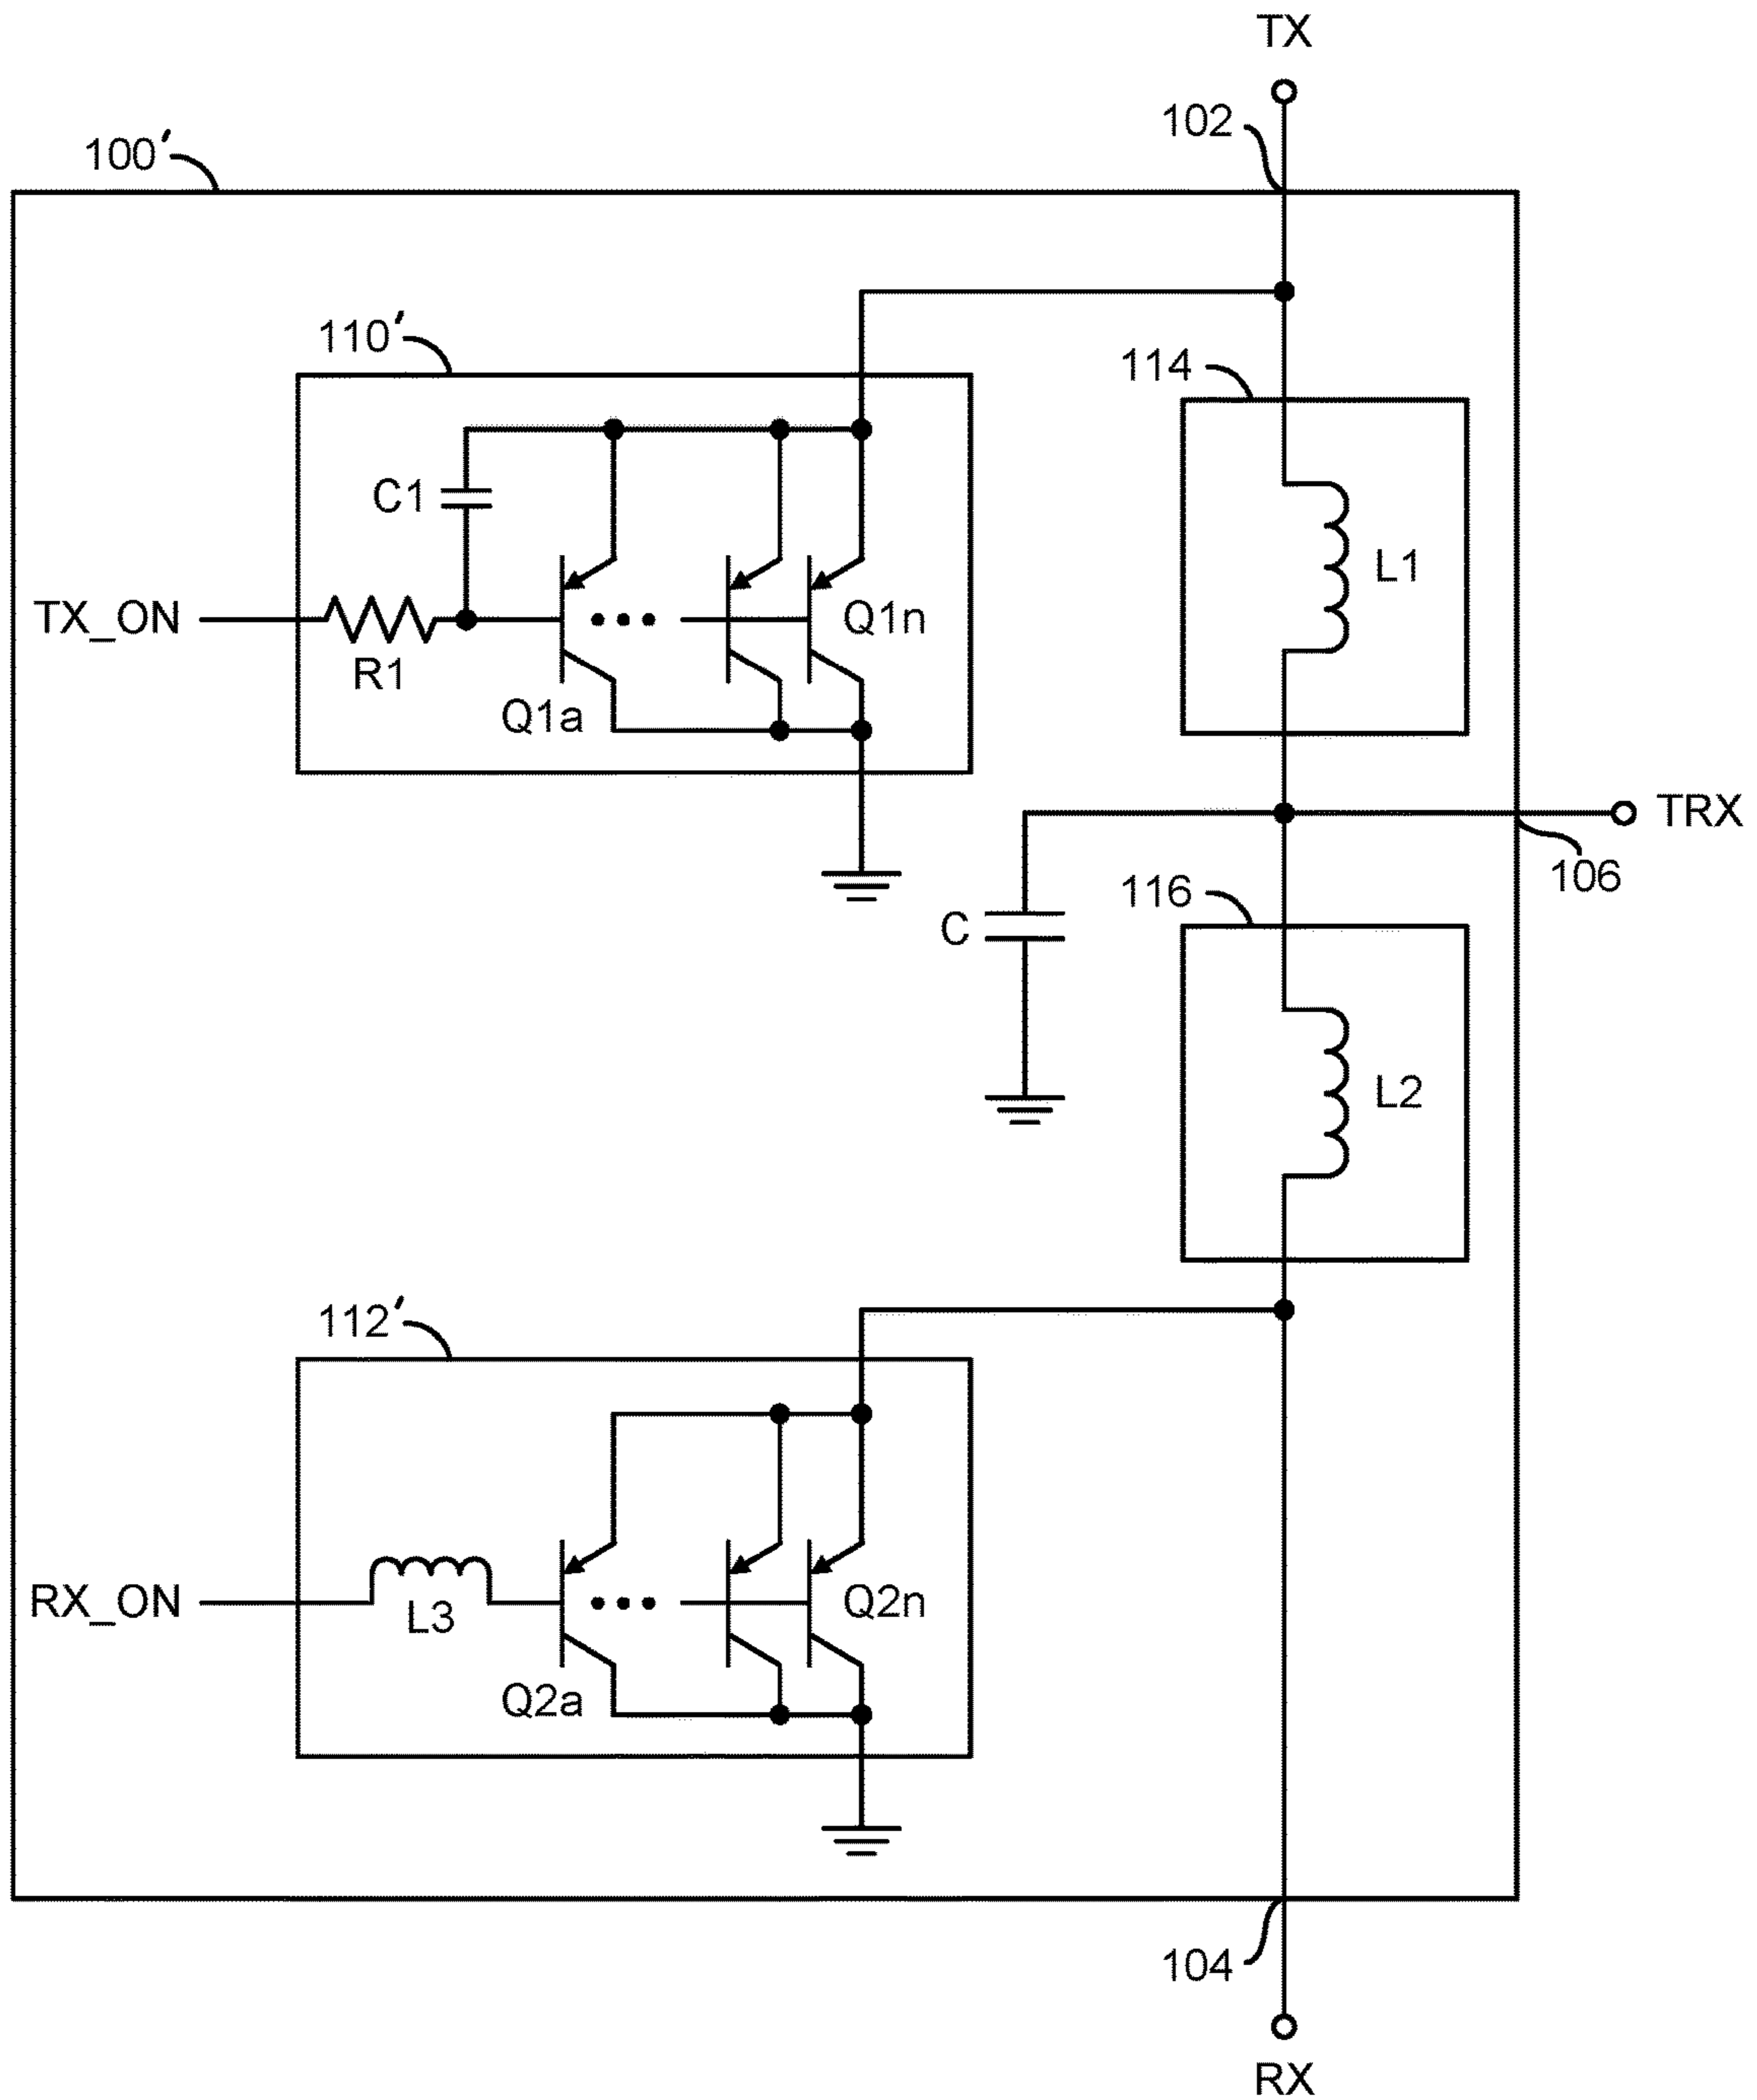 TX
102
100′
110′
114
C1
L1
TX_ON
Q1n
R1
Q1a
TRX
106
116
C
L2
112′
RX_ON
Q2n
L3
Q2a
104
RX